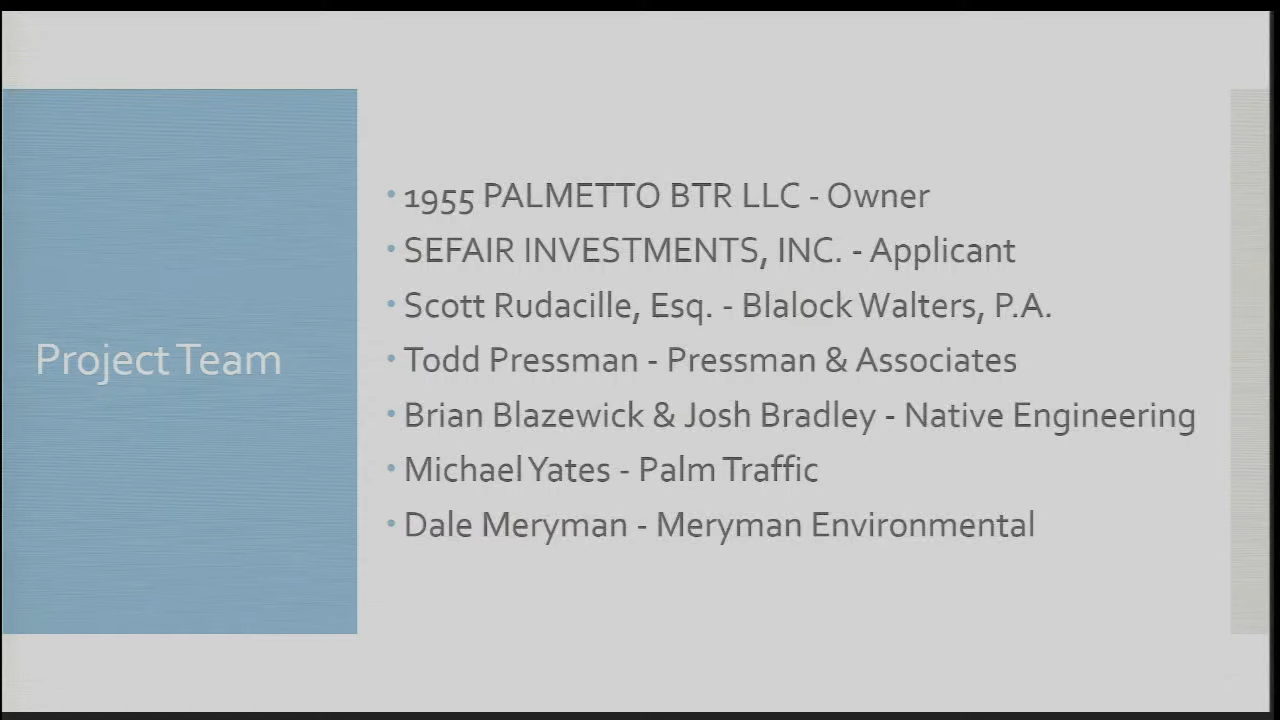 Project Team
• 1955 PALMETTO BTR LLC - Owner
• SEFAIR INVESTMENTS, INC. - Applicant
• Scott Rudacille, Esq. - Blalock Walters, P.A.
• Todd Pressman - Pressman & Associates
• Brian Blazewick & Josh Bradley - Native Engineering
• Michael Yates - Palm Traffic
• Dale Meryman - Meryman Environmental